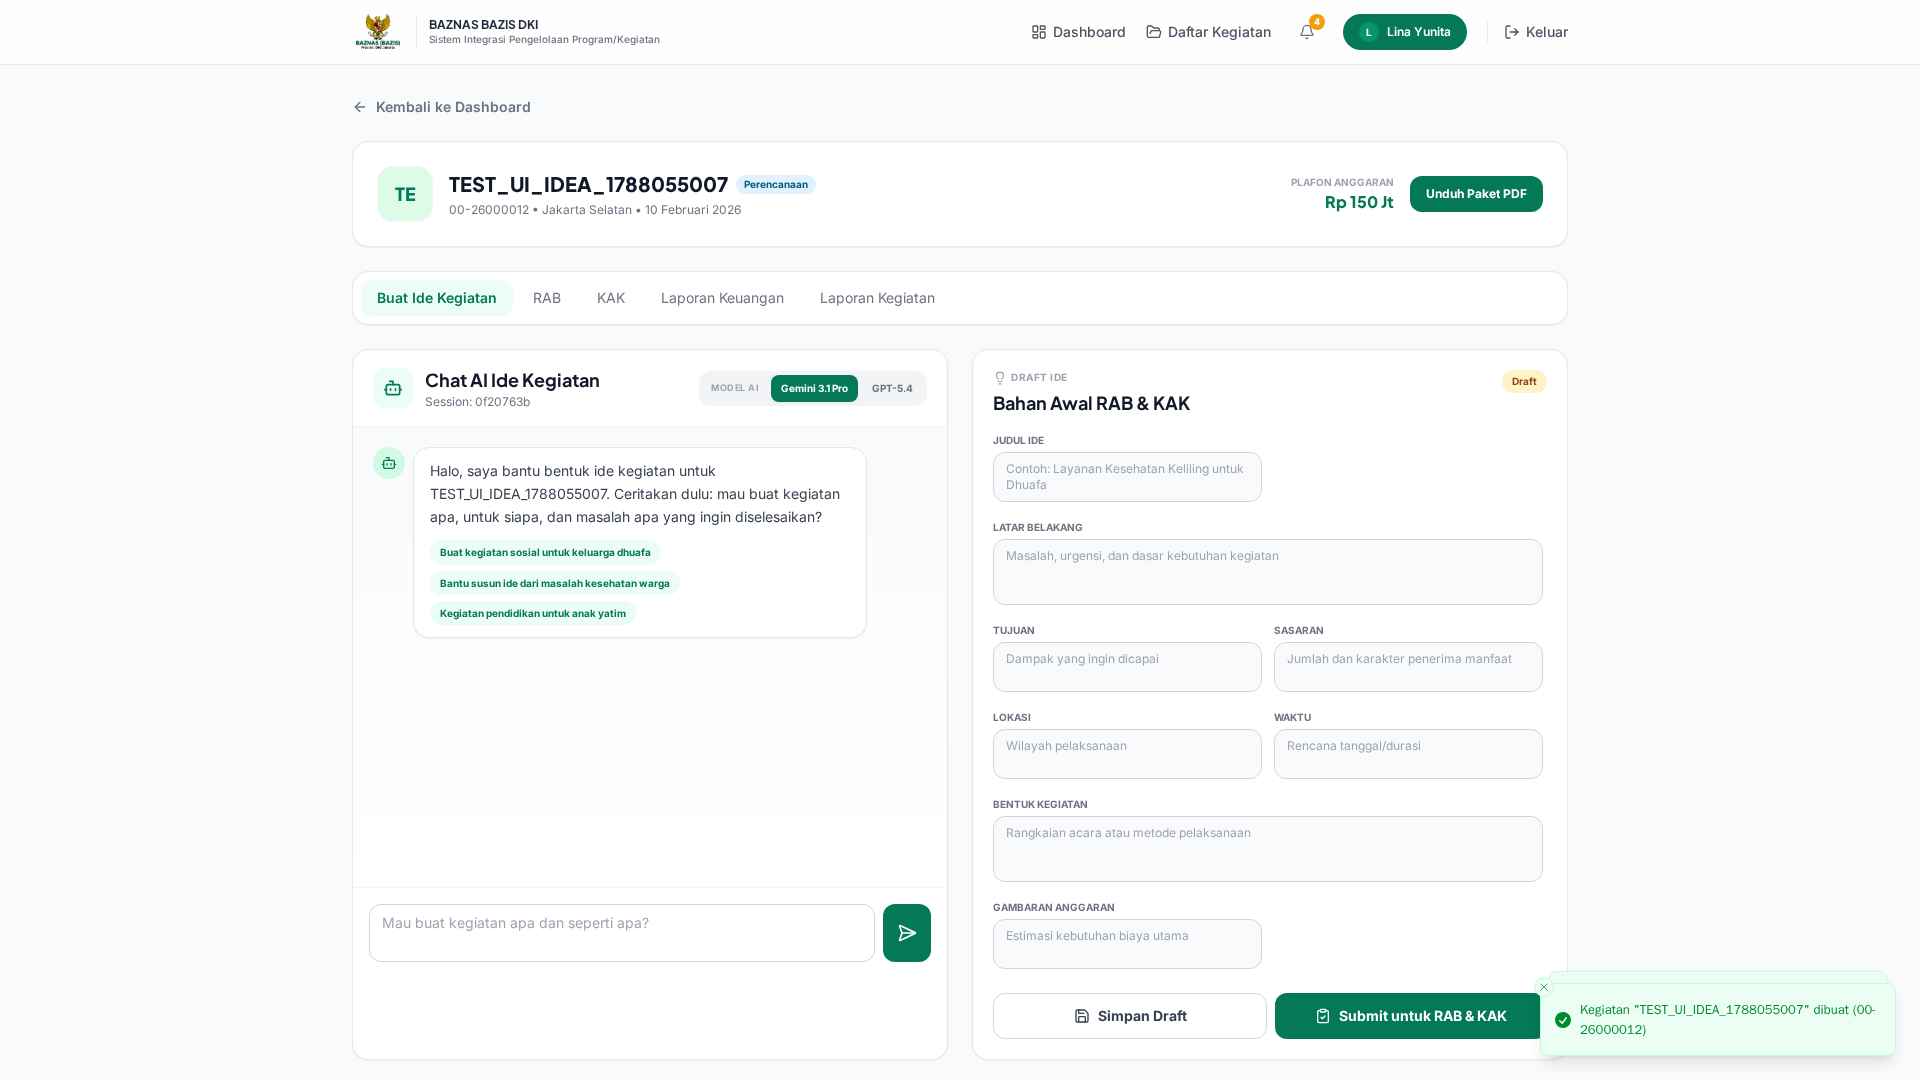 BAZNAS (BAZIS)
BAZNAS BAZIS DKI
Sistem Integrasi Pengelolaan Program/Kegiatan
Dashboard
Daftar Kegiatan
4
L
Lina Yunita
Keluar
Kembali ke Dashboard
TE
TEST_UI_IDEA_1788055007
Perencanaan
00-26000012 • Jakarta Selatan • 10 Februari 2026
PLAFON ANGGARAN
Rp 150 Jt
Unduh Paket PDF
Buat Ide Kegiatan
RAB
KAK
Laporan Keuangan
Laporan Kegiatan
Chat AI Ide Kegiatan
Session: 0f20763b
MODEL AI
Gemini 3.1 Pro
GPT-5.4
Halo, saya bantu bentuk ide kegiatan untuk
TEST_UI_IDEA_1788055007. Ceritakan dulu: mau buat kegiatan
apa, untuk siapa, dan masalah apa yang ingin diselesaikan?
Buat kegiatan sosial untuk keluarga dhuafa
Bantu susun ide dari masalah kesehatan warga
Kegiatan pendidikan untuk anak yatim
Mau buat kegiatan apa dan seperti apa?
DRAFT IDE
Draft
Bahan Awal RAB & KAK
JUDUL IDE
Contoh: Layanan Kesehatan Keliling untuk
Dhuafa
LATAR BELAKANG
Masalah, urgensi, dan dasar kebutuhan kegiatan
TUJUAN
Dampak yang ingin dicapai
SASARAN
Jumlah dan karakter penerima manfaat
LOKASI
Wilayah pelaksanaan
WAKTU
Rencana tanggal/durasi
BENTUK KEGIATAN
Rangkaian acara atau metode pelaksanaan
GAMBARAN ANGGARAN
Estimasi kebutuhan biaya utama
Simpan Draft
Submit untuk RAB & KAK
Kegiatan "TEST_UI_IDEA_1788055007" dibuat (00-
26000012)